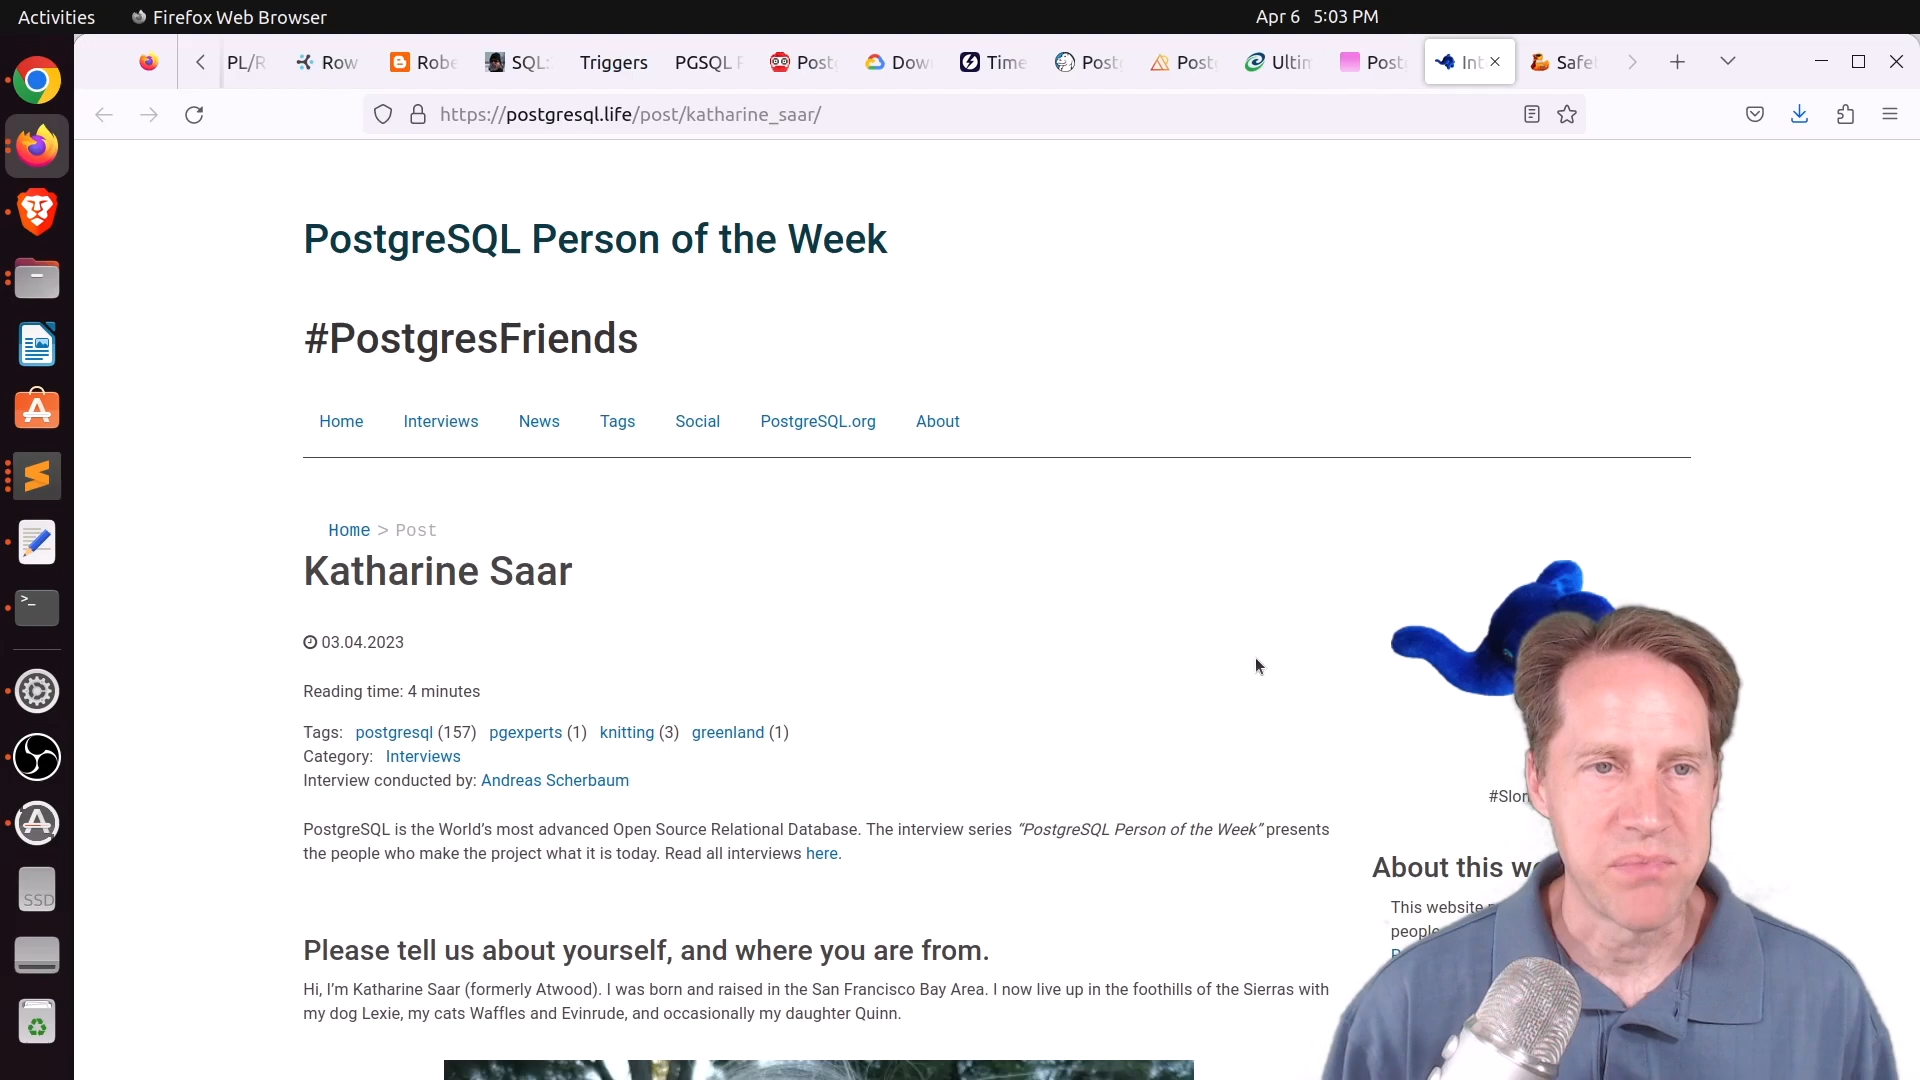 Activities Firefox Web Browser Apr 6 5:03 PM
PL/R Row Robe SQL: Triggers PGSQL Post Dow Time Post Post Ultim Post Int Safe
https://postgresql.life/post/katharine_saar/
PostgreSQL Person of the Week
#PostgresFriends
Home Interviews News Tags Social PostgreSQL.org About
Home > Post
Katharine Saar
03.04.2023
Reading time: 4 minutes
Tags: postgresql (157) pgexperts (1) knitting (3) greenland (1)
Category: Interviews
Interview conducted by: Andreas Scherbaum
PostgreSQL is the World’s most advanced Open Source Relational Database. The interview series “PostgreSQL Person of the Week” presents
the people who make the project what it is today. Read all interviews here.
Please tell us about yourself, and where you are from.
Hi, I’m Katharine Saar (formerly Atwood). I was born and raised in the San Francisco Bay Area. I now live up in the foothills of the Sierras with
my dog Lexie, my cats Waffles and Evinrude, and occasionally my daughter Quinn.
#Slon
About this we
This website
people
SSD